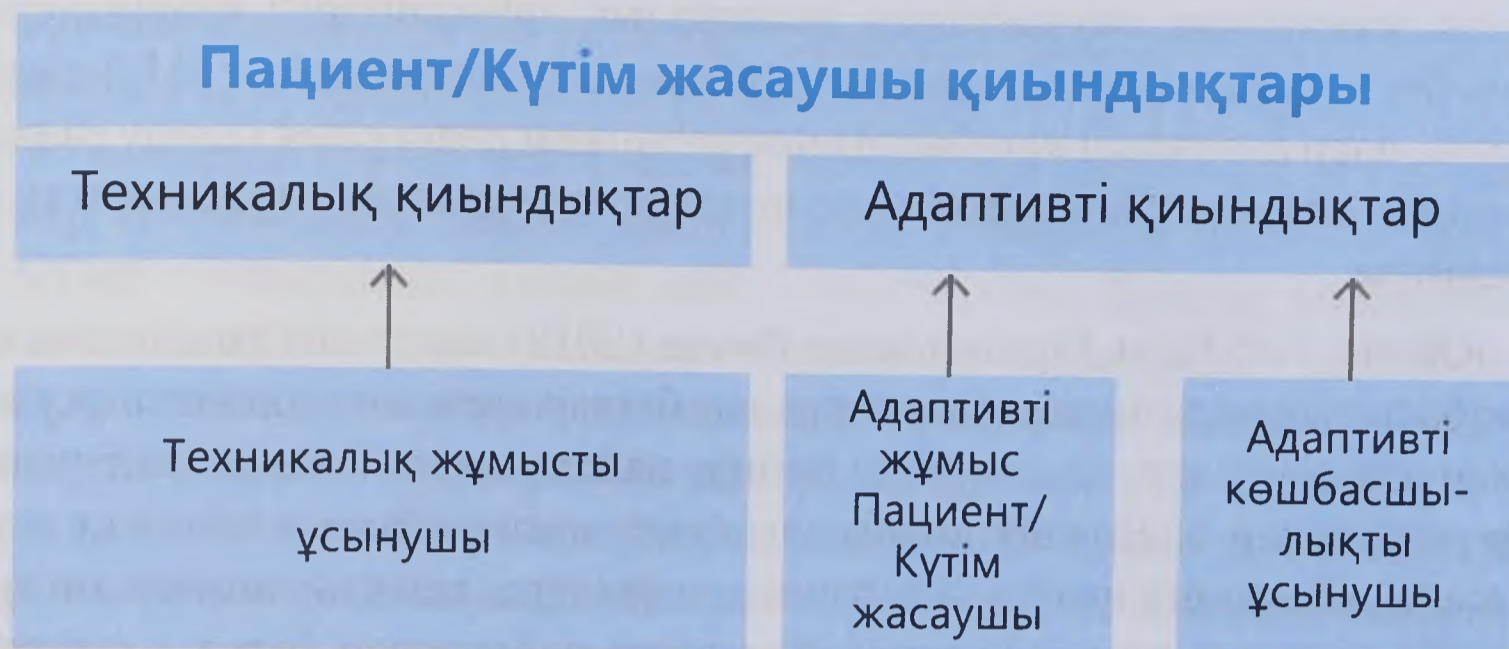 Пациент/Күтім жасаушы қиындықтары
Техникалық қиындықтар
Адаптивті қиындықтар
Техникалық жұмысты
ұсынушы
Адаптивті
жұмыс
Пациент/
Күтім
жасаушы
Адаптивті
көшбасшы-
лықты
ұсынушы